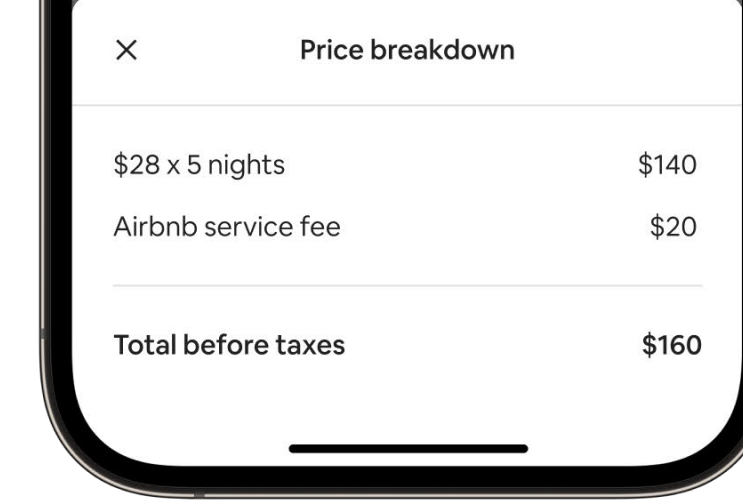 Price breakdown
$28 x 5 nights $140
Airbnb service fee $20
Total before taxes $160